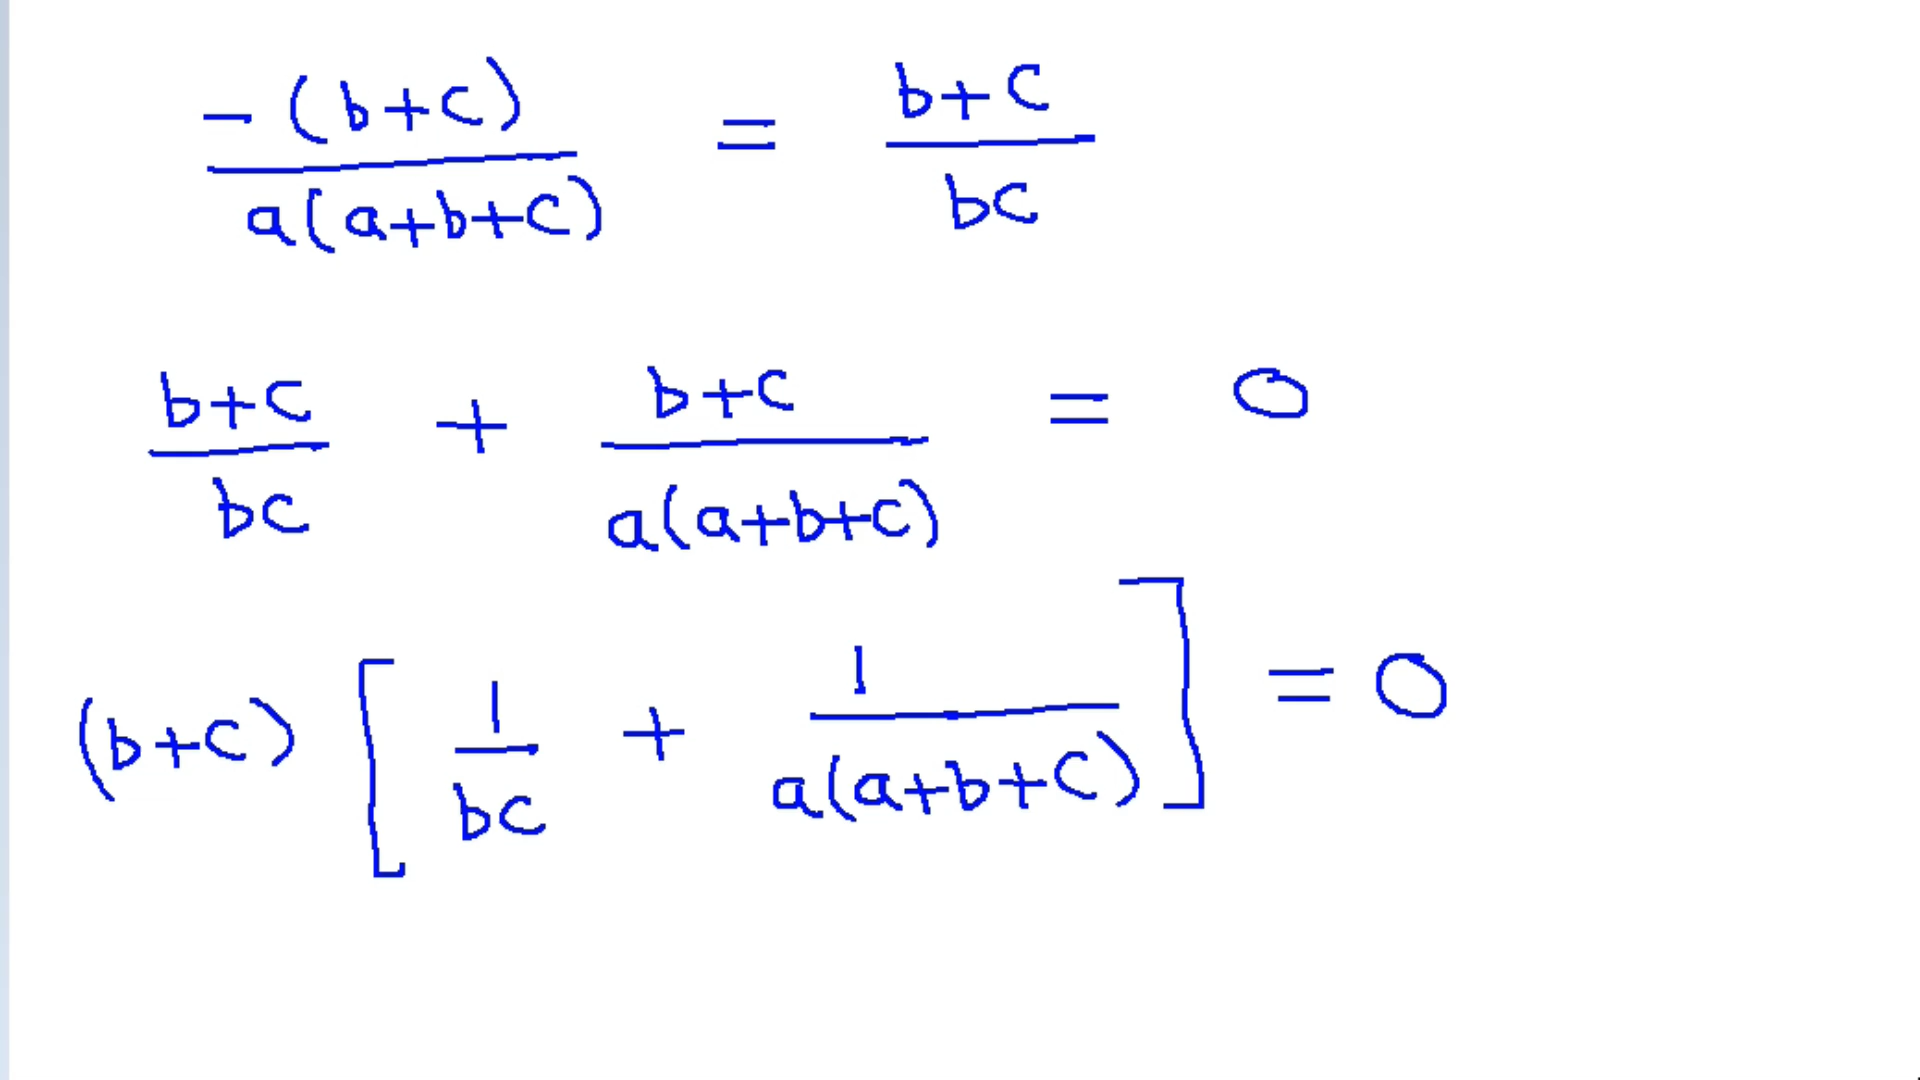 -(b+c)/a(a+b+c) = b+c/bc
b+c/bc + b+c/a(a+b+c) = 0
(b+c) [1/bc + 1/a(a+b+c)] = 0